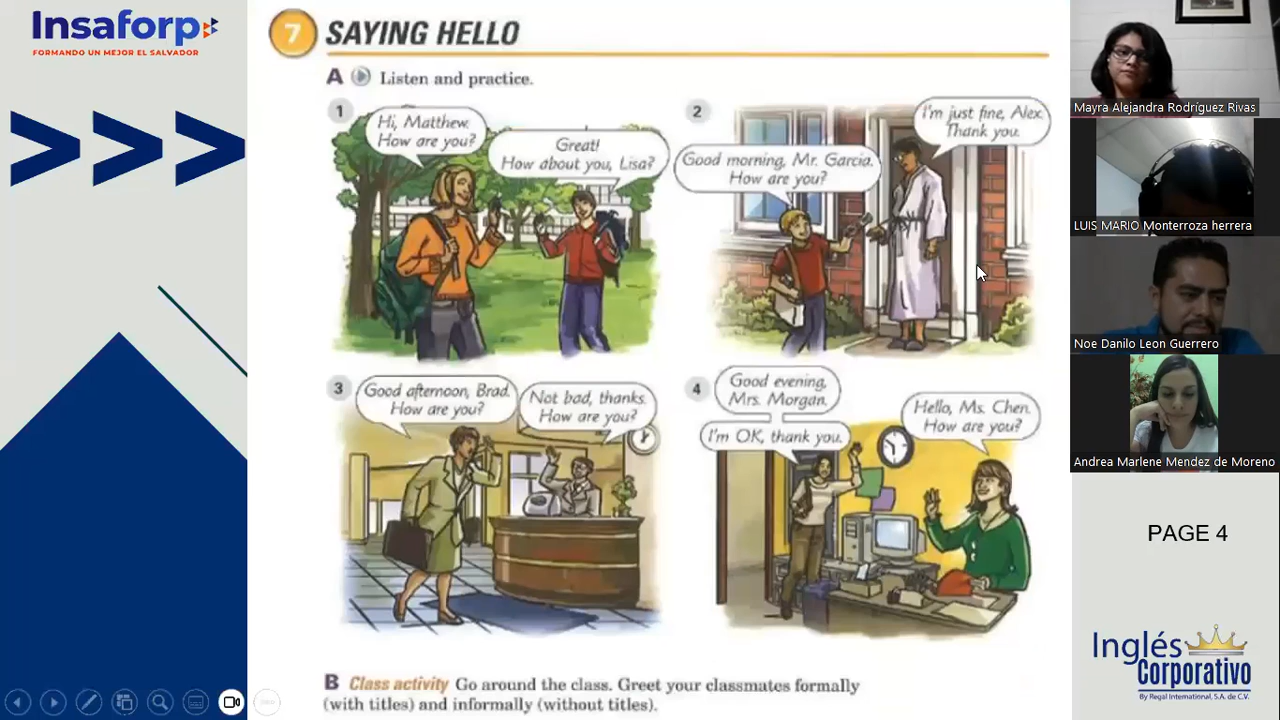 Insaforp
FORMANDO UN MEJOR EL SALVADOR
7 SAYING HELLO
A Listen and practice.
1
Hi, Matthew.
How are you?
Great!
How about you, Lisa?
2
Good morning, Mr. Garcia.
How are you?
I'm just fine, Alex.
Thank you.
3
Good afternoon, Brad.
How are you?
Not bad, thanks.
How are you?
4
Good evening,
Mrs. Morgan.
I'm OK, thank you.
Hello, Ms. Chen.
How are you?
B Class activity Go around the class. Greet your classmates formally
(with titles) and informally (without titles).
Mayra Alejandra Rodríguez Rivas
LUIS MARIO Monterroza herrera
Noe Danilo Leon Guerrero
Andrea Marlene Mendez de Moreno
PAGE 4
Inglés
Corporativo
By Regal International, S.A. de C.V.